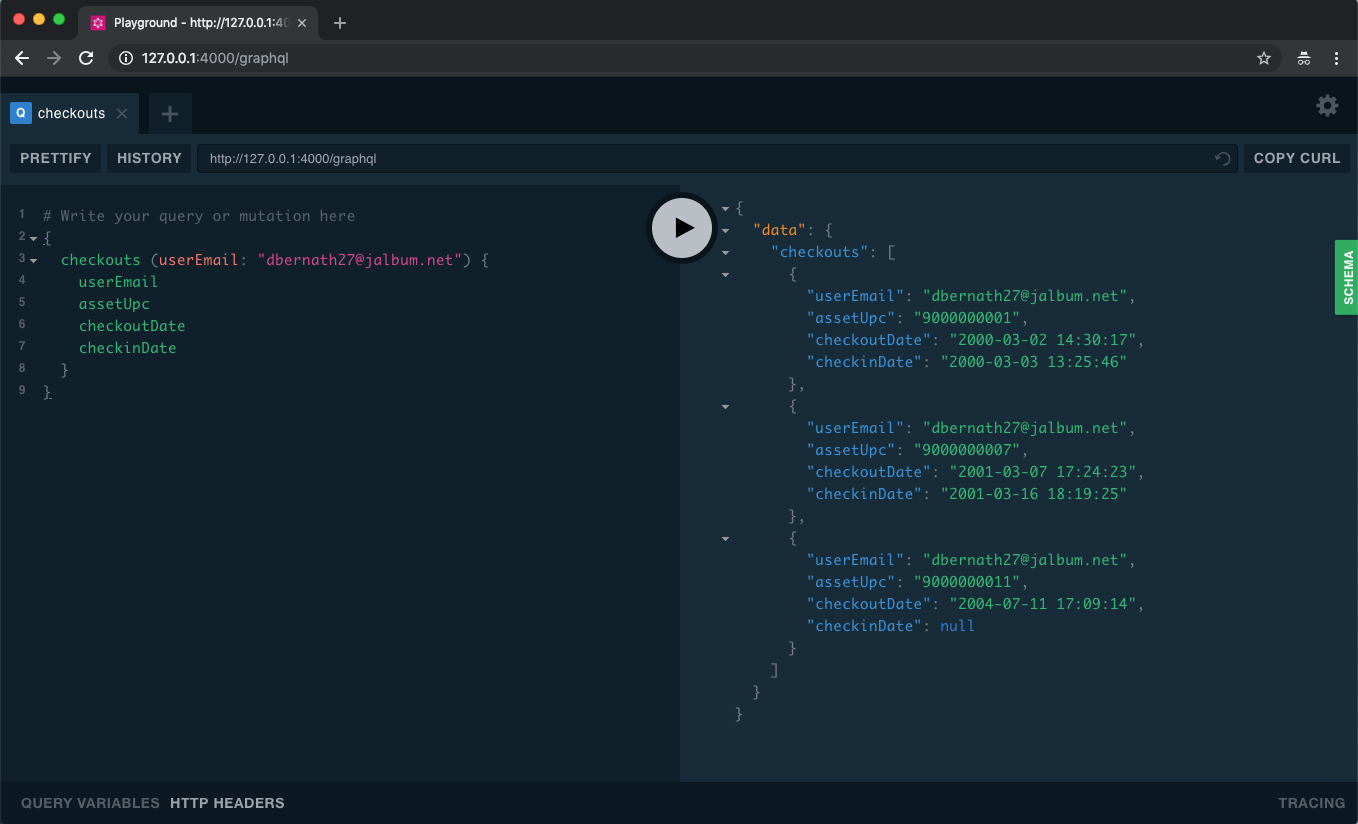 Playground - http://127.0.0.1:40
127.0.0.1:4000/graphql
Q checkouts
PRETTIFY HISTORY http://127.0.0.1:4000/graphql COPY CURL
1 # Write your query or mutation here
2 {
3 checkouts (userEmail: "dbernath27@jalbum.net") {
4 userEmail
5 assetUpc
6 checkoutDate
7 checkinDate
8 }
9 }
{
"data": {
"checkouts": [
{
"userEmail": "dbernath27@jalbum.net",
"assetUpc": "9000000001",
"checkoutDate": "2000-03-02 14:30:17",
"checkinDate": "2000-03-03 13:25:46"
},
{
"userEmail": "dbernath27@jalbum.net",
"assetUpc": "9000000007",
"checkoutDate": "2001-03-07 17:24:23",
"checkinDate": "2001-03-16 18:19:25"
},
{
"userEmail": "dbernath27@jalbum.net",
"assetUpc": "9000000011",
"checkoutDate": "2004-07-11 17:09:14",
"checkinDate": null
}
]
}
}
SCHEMA
QUERY VARIABLES HTTP HEADERS TRACING